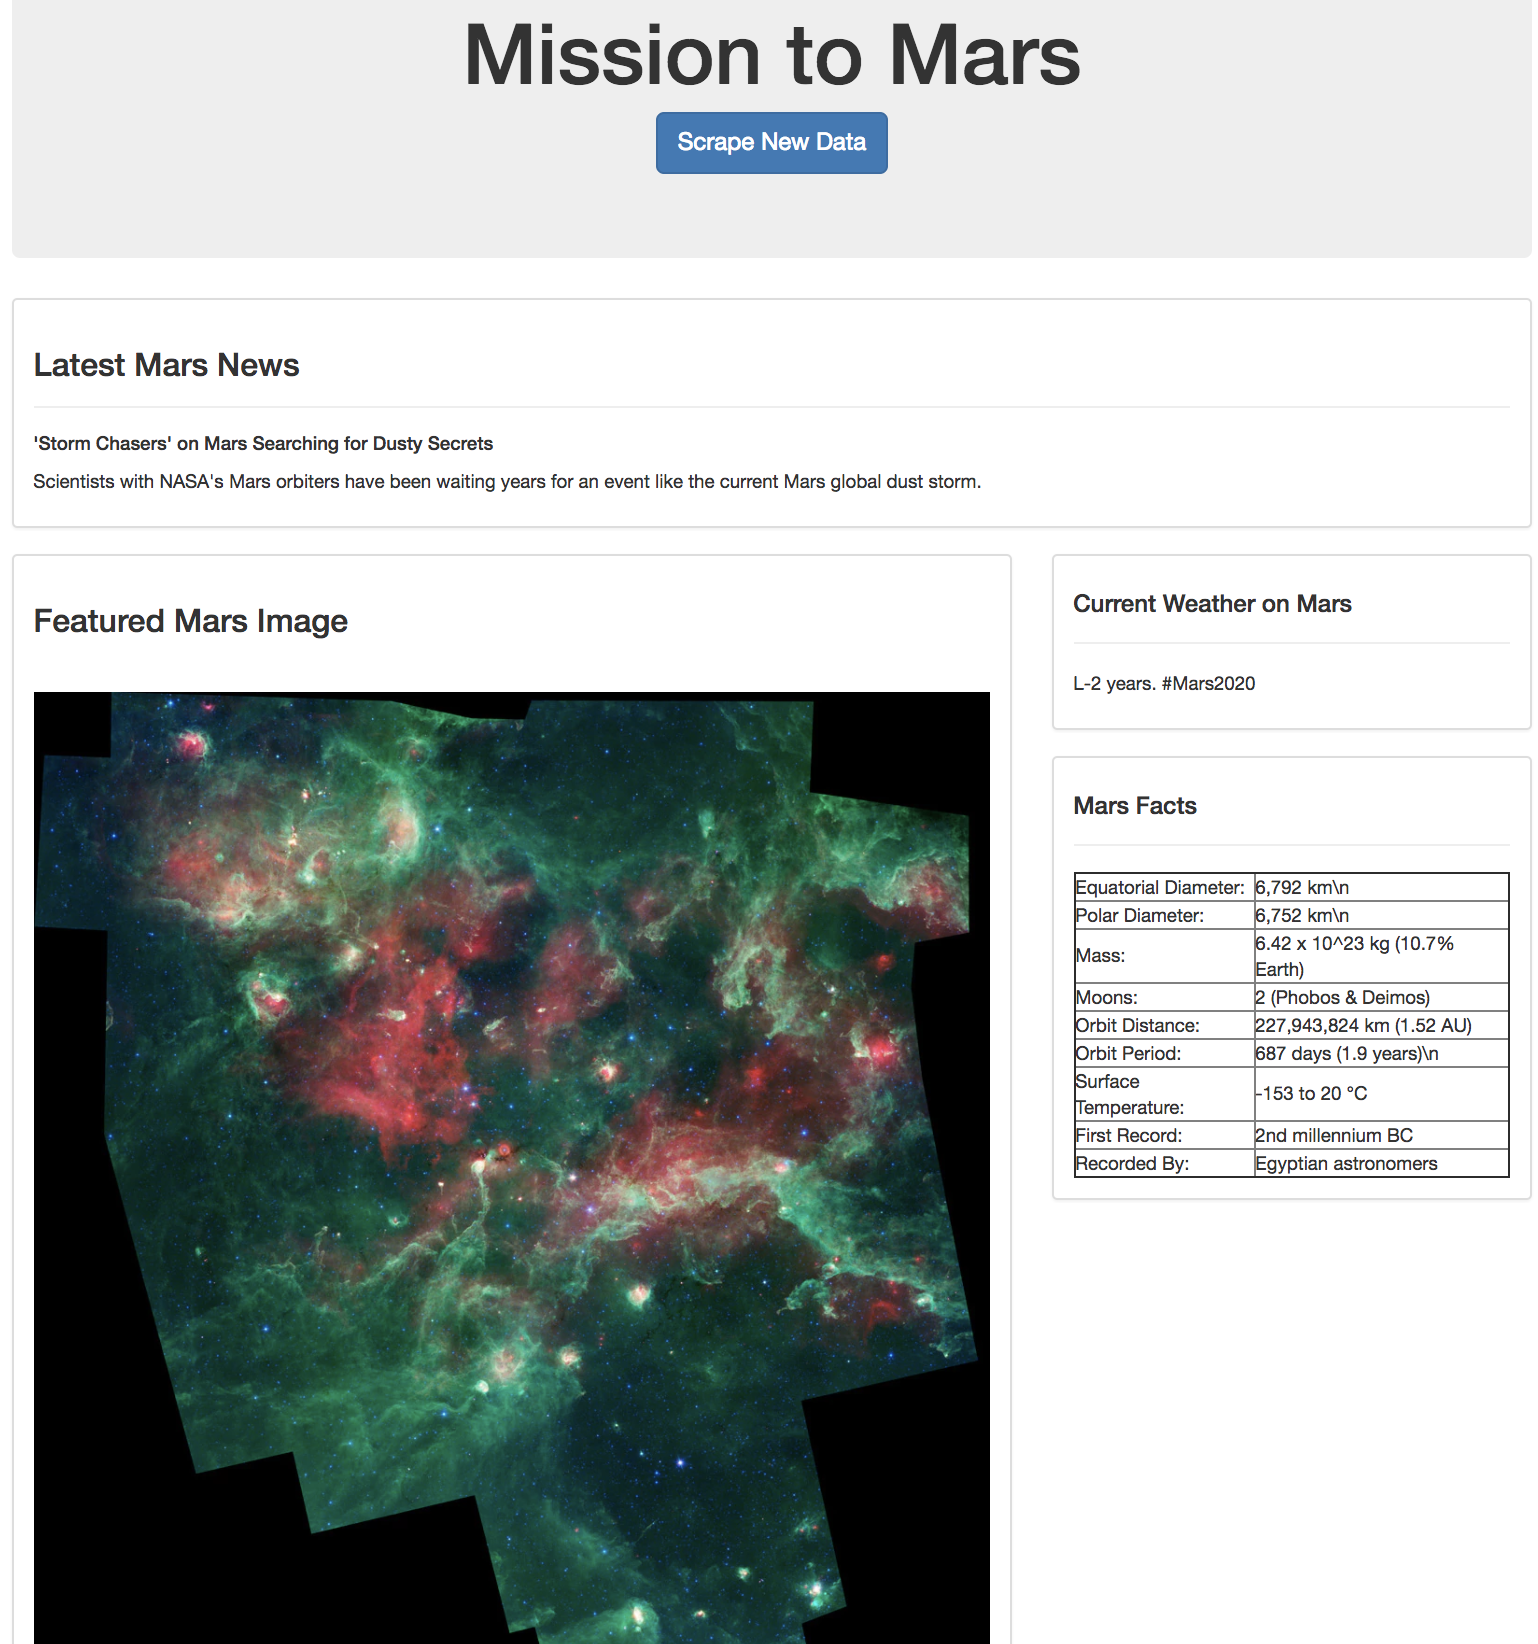 Mission to Mars
Scrape New Data
Latest Mars News
'Storm Chasers' on Mars Searching for Dusty Secrets
Scientists with NASA's Mars orbiters have been waiting years for an event like the current Mars global dust storm.
Featured Mars Image
Current Weather on Mars
L-2 years. #Mars2020
Mars Facts
Equatorial Diameter: 6,792 km\n
Polar Diameter: 6,752 km\n
Mass: 6.42 x 10^23 kg (10.7%
Earth)
Moons: 2 (Phobos & Deimos)
Orbit Distance: 227,943,824 km (1.52 AU)
Orbit Period: 687 days (1.9 years)\n
Surface
Temperature: -153 to 20 °C
First Record: 2nd millennium BC
Recorded By: Egyptian astronomers